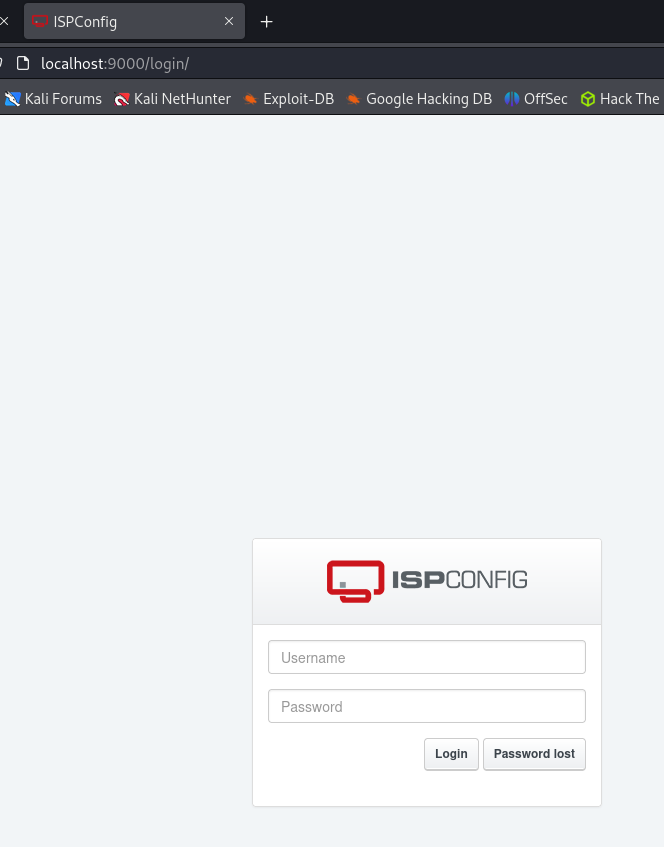 ISPConfig
localhost:9000/login/
Kali Forums Kali NetHunter Exploit-DB Google Hacking DB OffSec Hack The
ISPCONFIG
Username
Password
Login Password lost